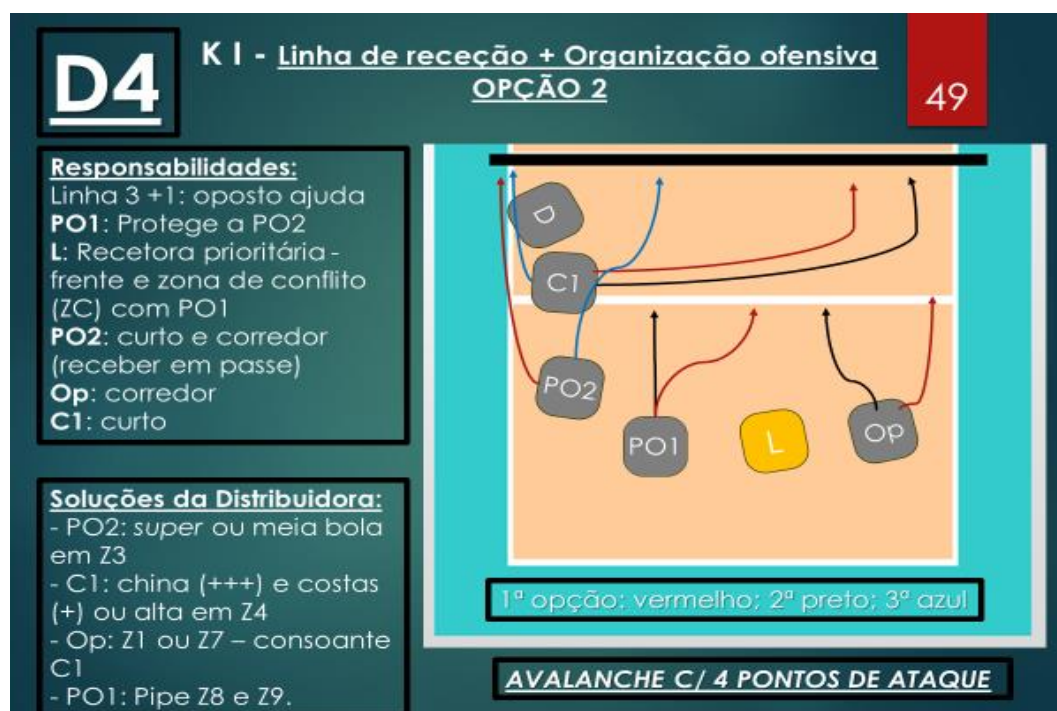 D4
K I - Linha de receção + Organização ofensiva
OPÇÃO 2
49
Responsabilidades:
Linha 3 +1: oposto ajuda
PO1: Protege a PO2
L: Recetora prioritária -
frente e zona de conflito
(ZC) com PO1
PO2: curto e corredor
(receber em passe)
Op: corredor
C1: curto
Soluções da Distribuidora:
- PO2: super ou meia bola
em Z3
- C1: china (+++) e costas
(+) ou alta em Z4
- Op: Z1 ou Z7 – consoante
C1
- PO1: Pipe Z8 e Z9.
D
C1
PO2
PO1
L
Op
1ª opção: vermelho; 2ª preto; 3ª azul
AVALANCHE C/ 4 PONTOS DE ATAQUE